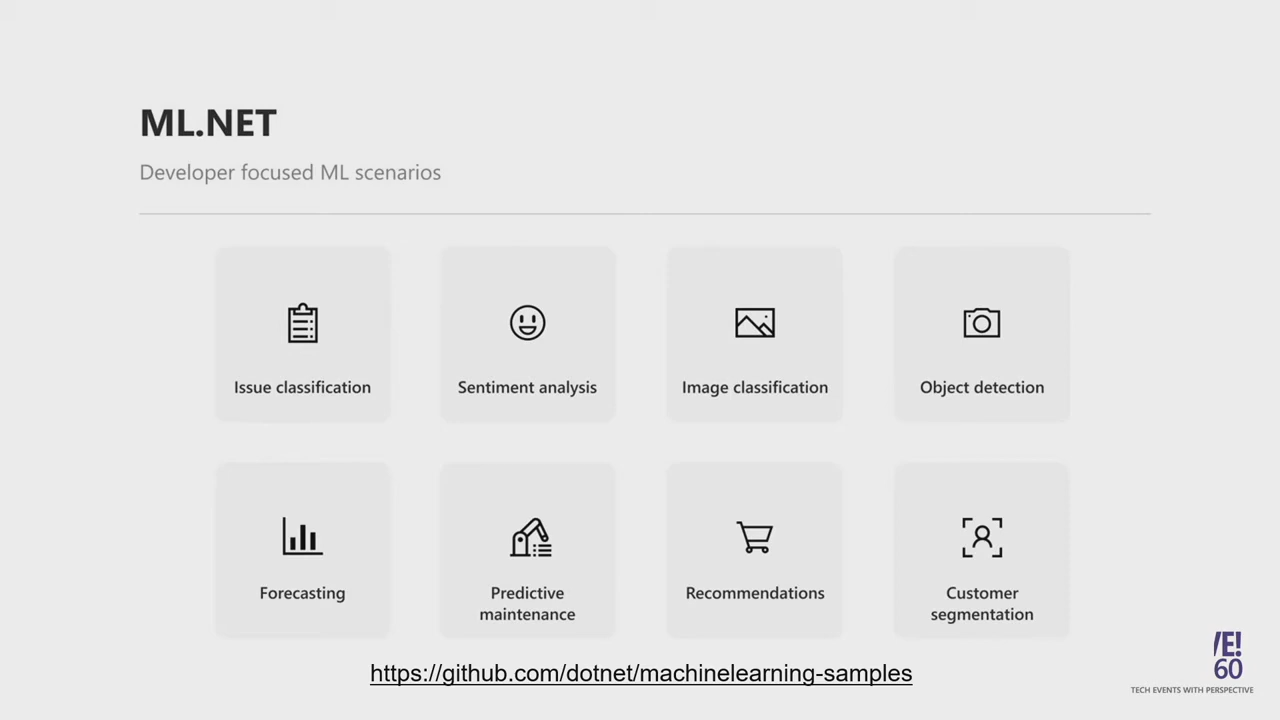 ML.NET
Developer focused ML scenarios
Issue classification
Sentiment analysis
Image classification
Object detection
Forecasting
Predictive
maintenance
Recommendations
Customer
segmentation
https://github.com/dotnet/machinelearning-samples
/E!
60
TECH EVENTS WITH PERSPECTIVE